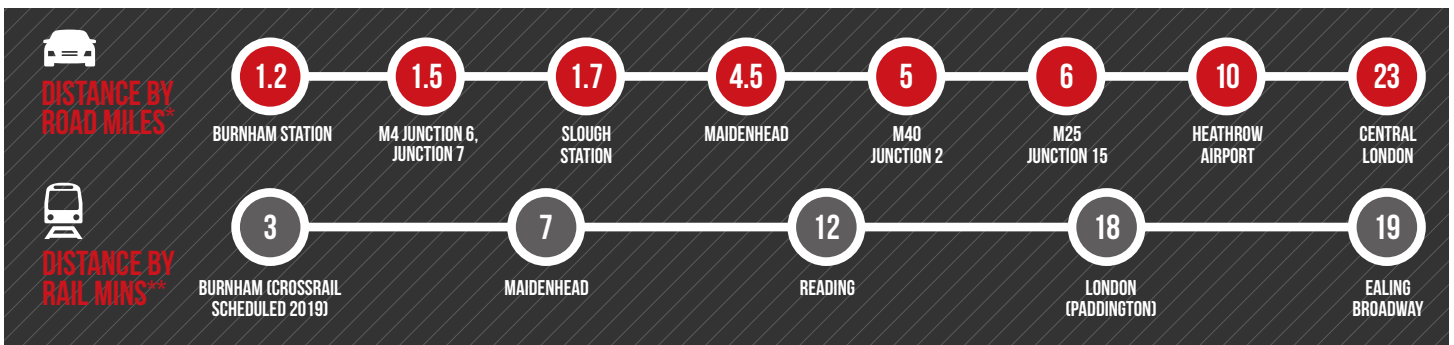 DISTANCE BY
ROAD MILES*
1.2
BURNHAM STATION
1.5
M4 JUNCTION 6,
JUNCTION 7
1.7
SLOUGH
STATION
4.5
MAIDENHEAD
5
M40
JUNCTION 2
6
M25
JUNCTION 15
10
HEATHROW
AIRPORT
23
CENTRAL
LONDON
DISTANCE BY
RAIL MINS**
3
BURNHAM (CROSSRAIL
SCHEDULED 2019)
7
MAIDENHEAD
12
READING
18
LONDON
(PADDINGTON)
19
EALING
BROADWAY